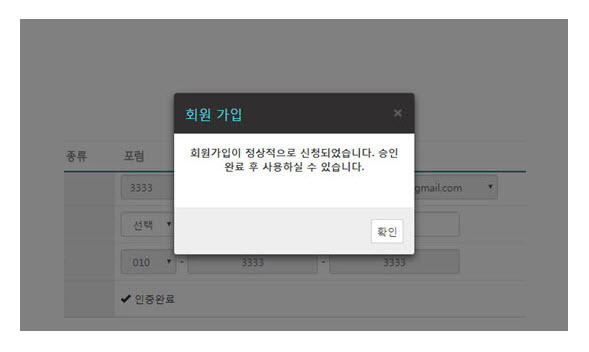 회원 가입 ×
회원가입이 정상적으로 신청되었습니다. 승인
완료 후 사용하실 수 있습니다.
확인
종류 포럼
3333 gmail.com
선택
010 - 3333 - 3333
인증완료